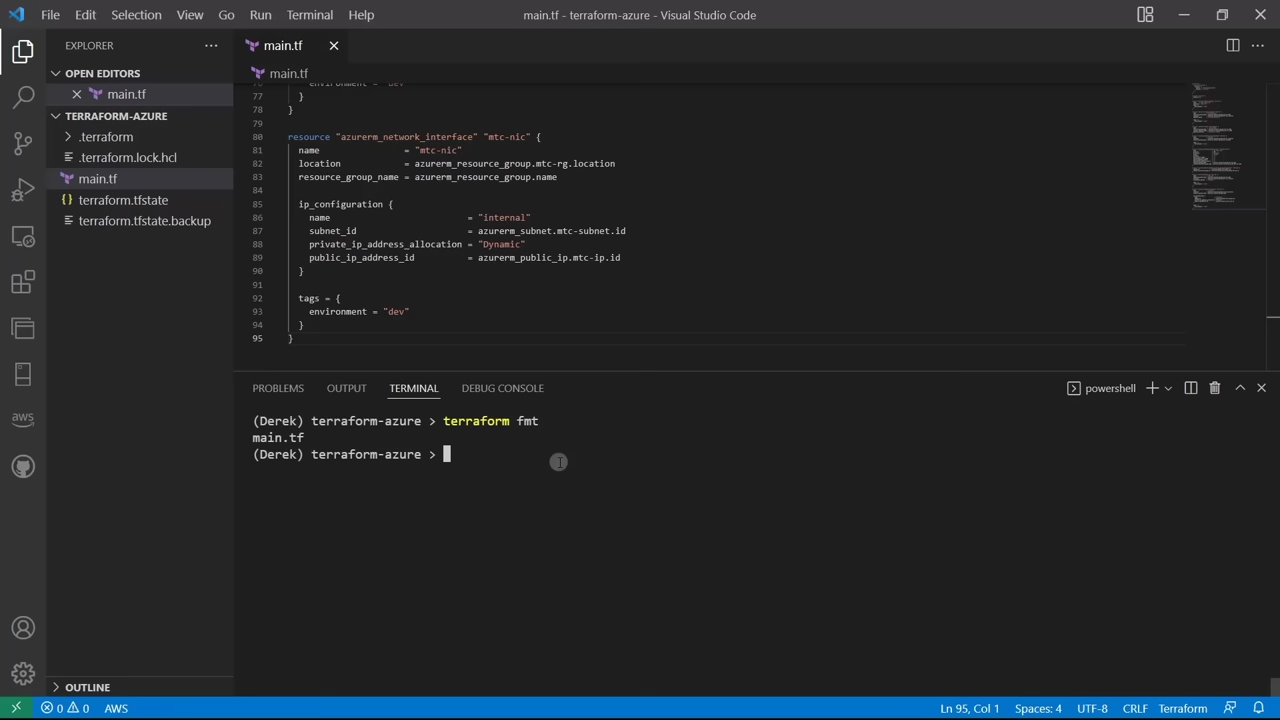 File Edit Selection View Go Run Terminal Help main.tf - terraform-azure - Visual Studio Code
EXPLORER
OPEN EDITORS
main.tf
TERRAFORM-AZURE
.terraform
.terraform.lock.hcl
main.tf
terraform.tfstate
terraform.tfstate.backup
OUTLINE
aws
main.tf
main.tf
76 environment = "dev"
77 }
78 }
79
80 resource "azurerm_network_interface" "mtc-nic" {
81 name = "mtc-nic"
82 location = azurerm_resource_group.mtc-rg.location
83 resource_group_name = azurerm_resource_group.name
84
85 ip_configuration {
86 name = "internal"
87 subnet_id = azurerm_subnet.mtc-subnet.id
88 private_ip_address_allocation = "Dynamic"
89 public_ip_address_id = azurerm_public_ip.mtc-ip.id
90 }
91
92 tags = {
93 environment = "dev"
94 }
95 }
PROBLEMS OUTPUT TERMINAL DEBUG CONSOLE powershell
(Derek) terraform-azure > terraform fmt
main.tf
(Derek) terraform-azure >
0 0 AWS Ln 95, Col 1 Spaces: 4 UTF-8 CRLF Terraform